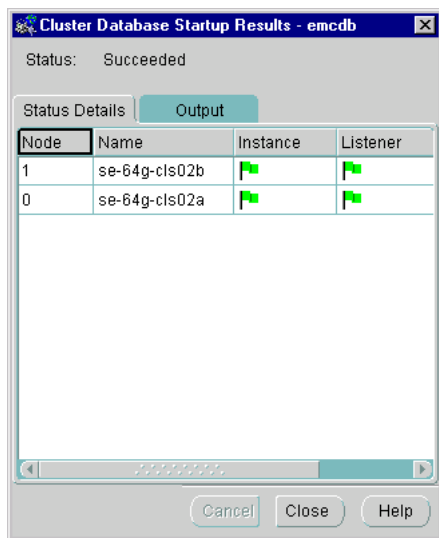 Cluster Database Startup Results - emcdb
Status: Succeeded
Status Details Output
Node Name Instance Listener
1 se-64g-cls02b
0 se-64g-cls02a
Cancel Close Help